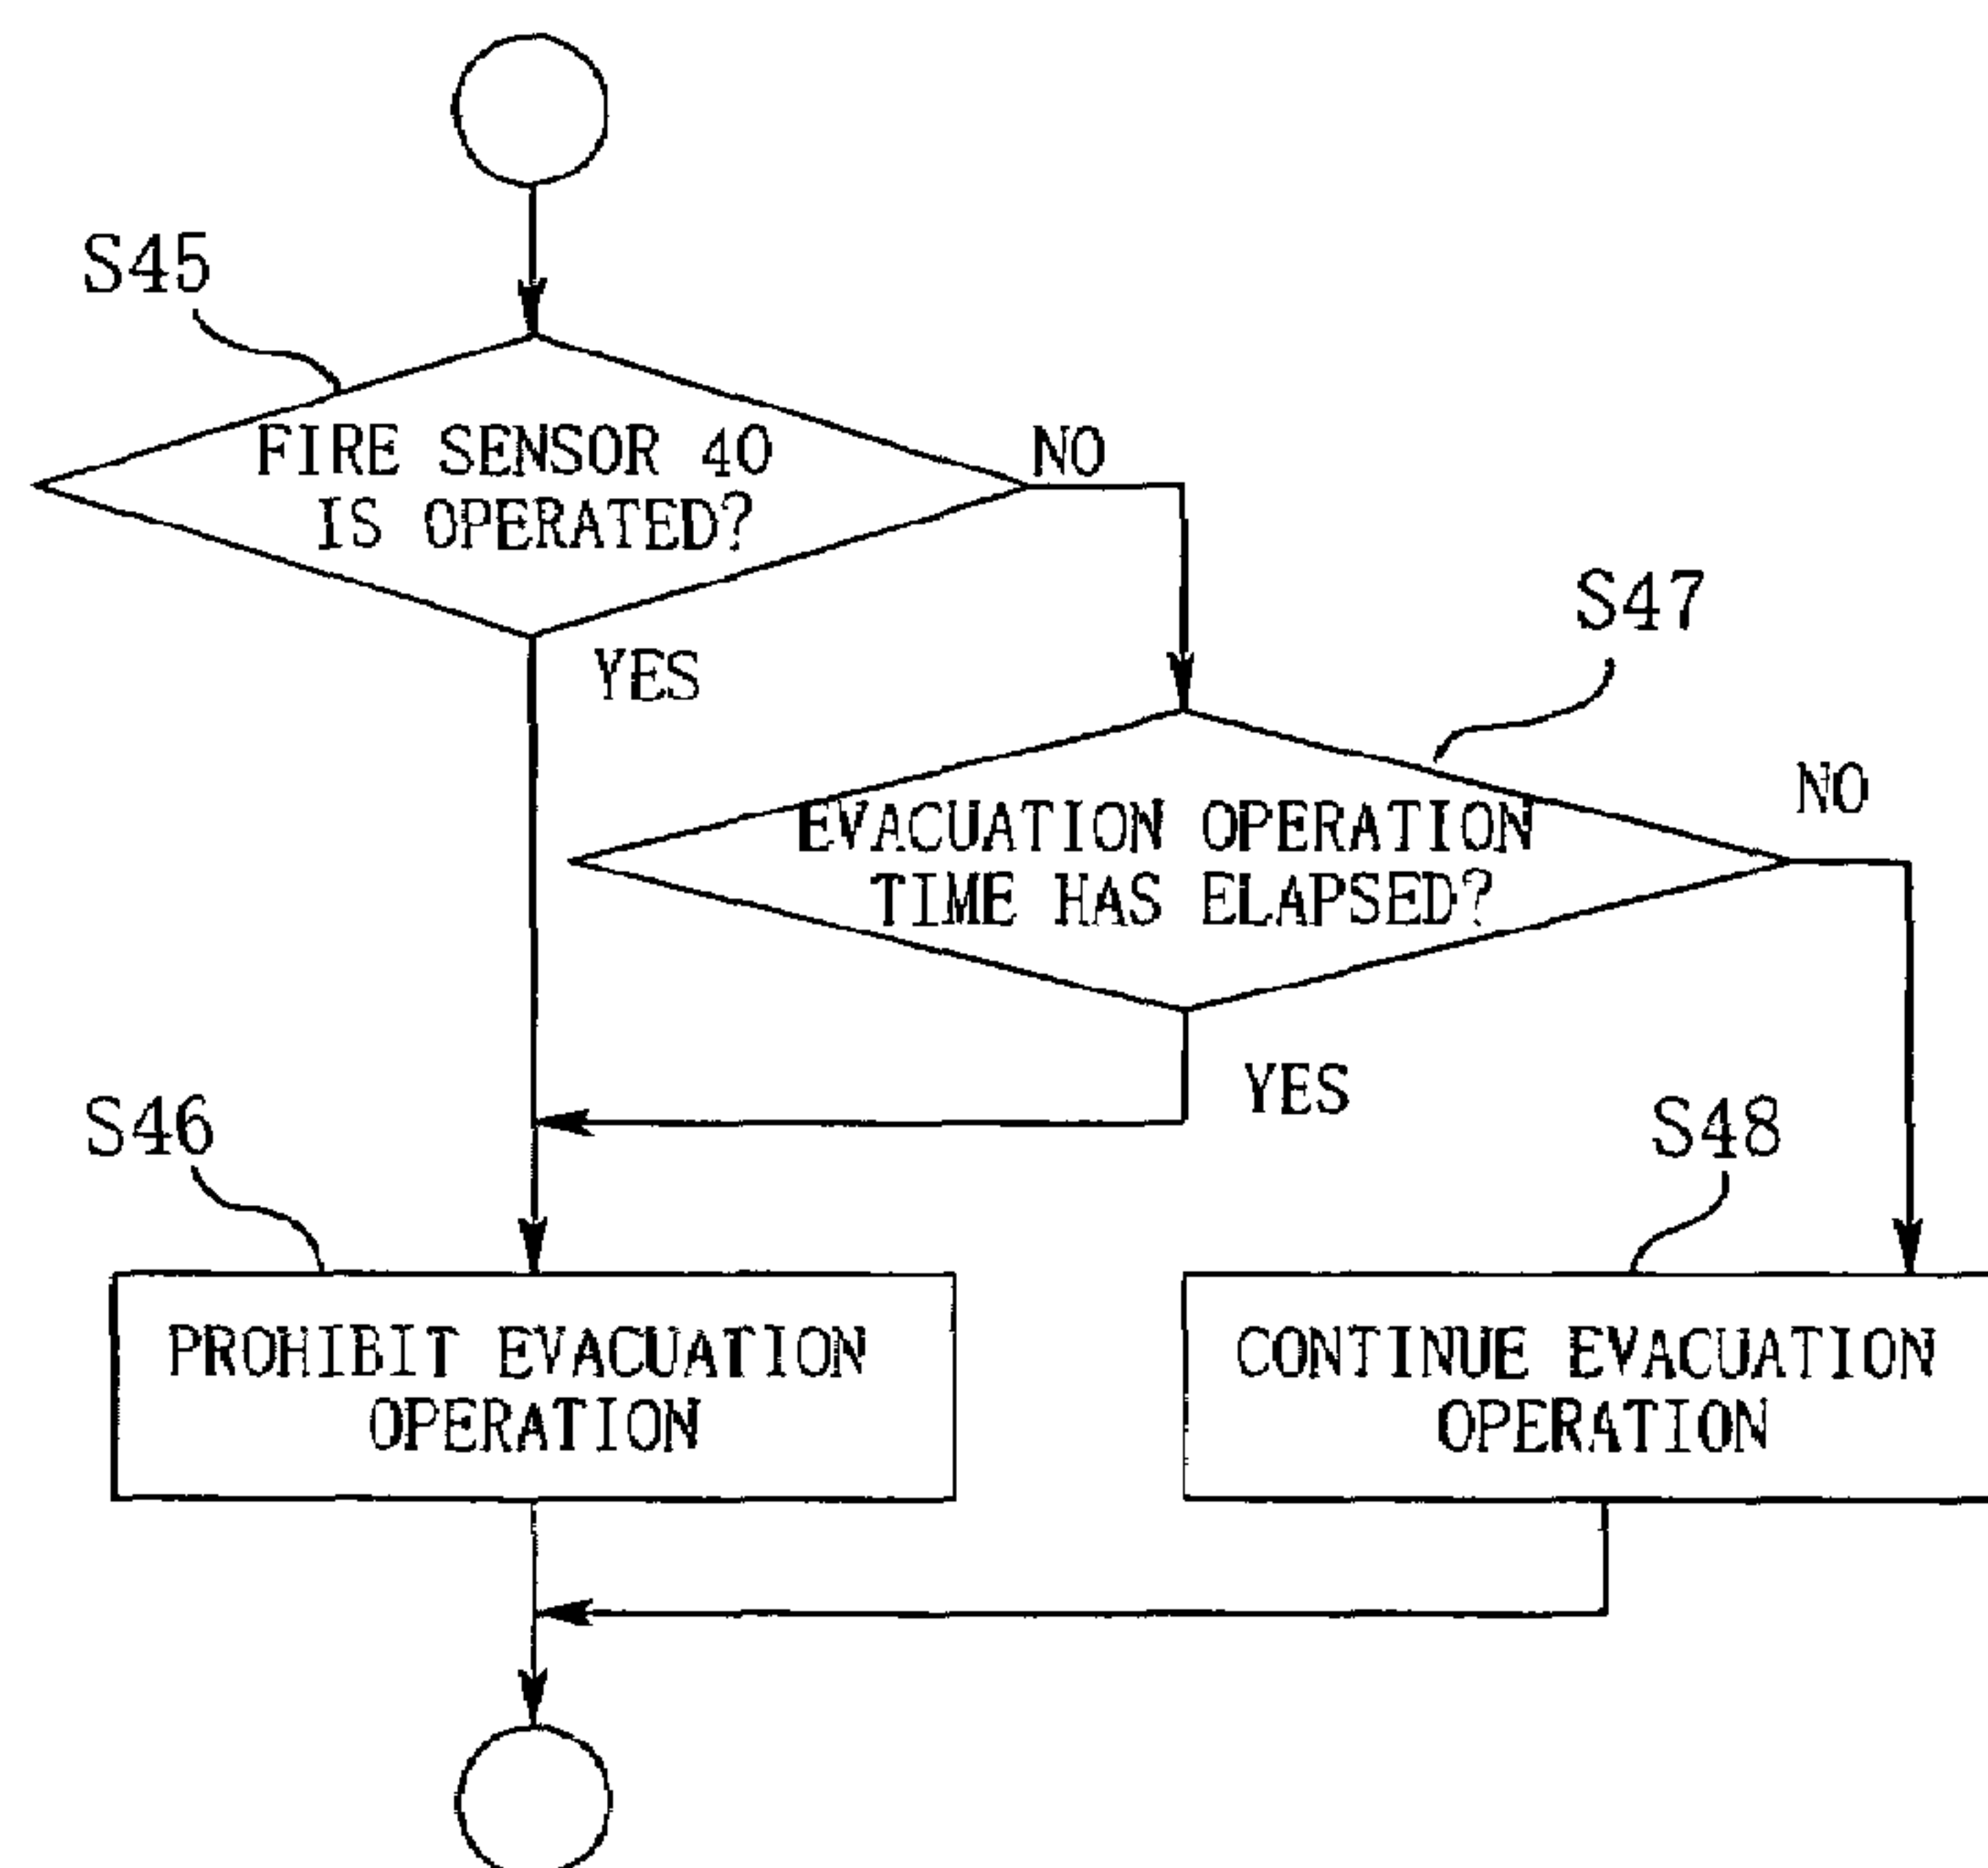 S45
FIRE SENSOR 40
IS OPERATED?
NO
YES
S47
EVACUATION OPERATION
TIME HAS ELAPSED?
NO
YES
S46
PROHIBIT EVACUATION
OPERATION
S48
CONTINUE EVACUATION
OPERATION